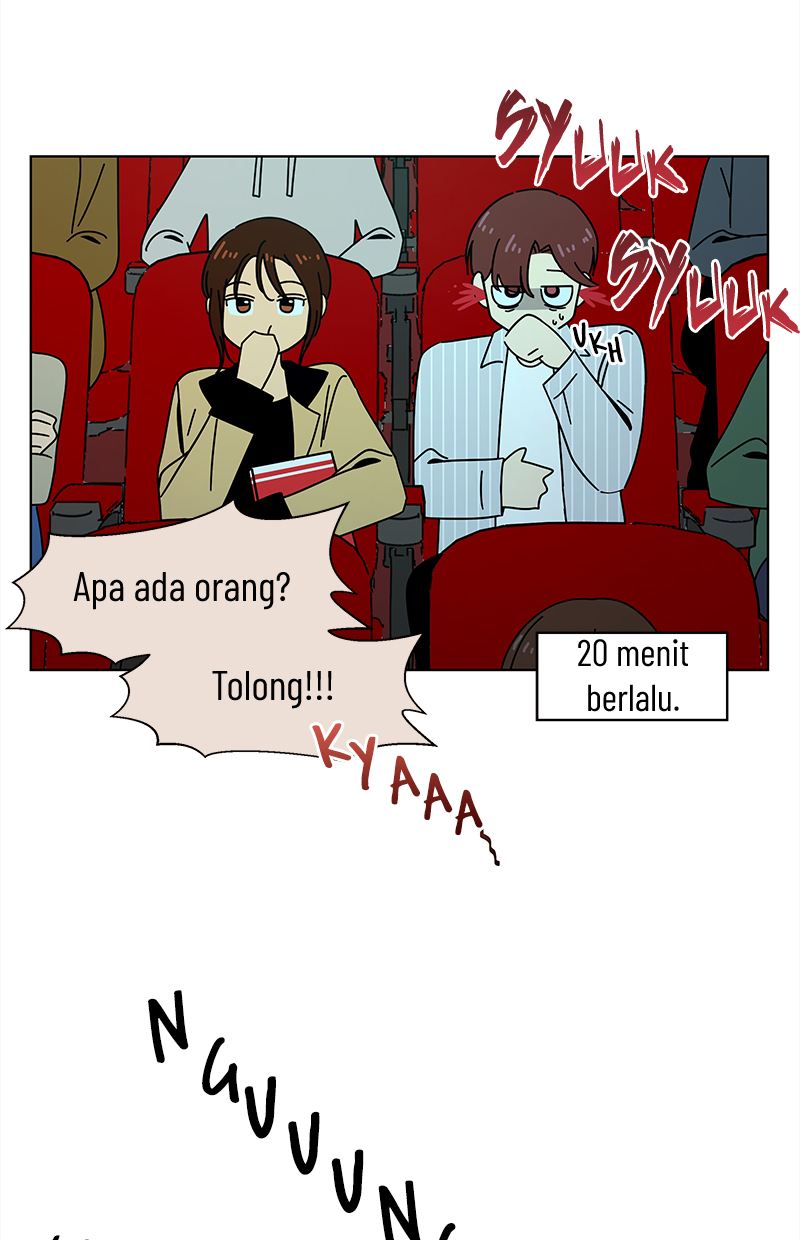 SYUUK
SYUUK
UKH
Apa ada orang?
Tolong!!!
20 menit
berlalu.
KYAAA
NGUUUNG